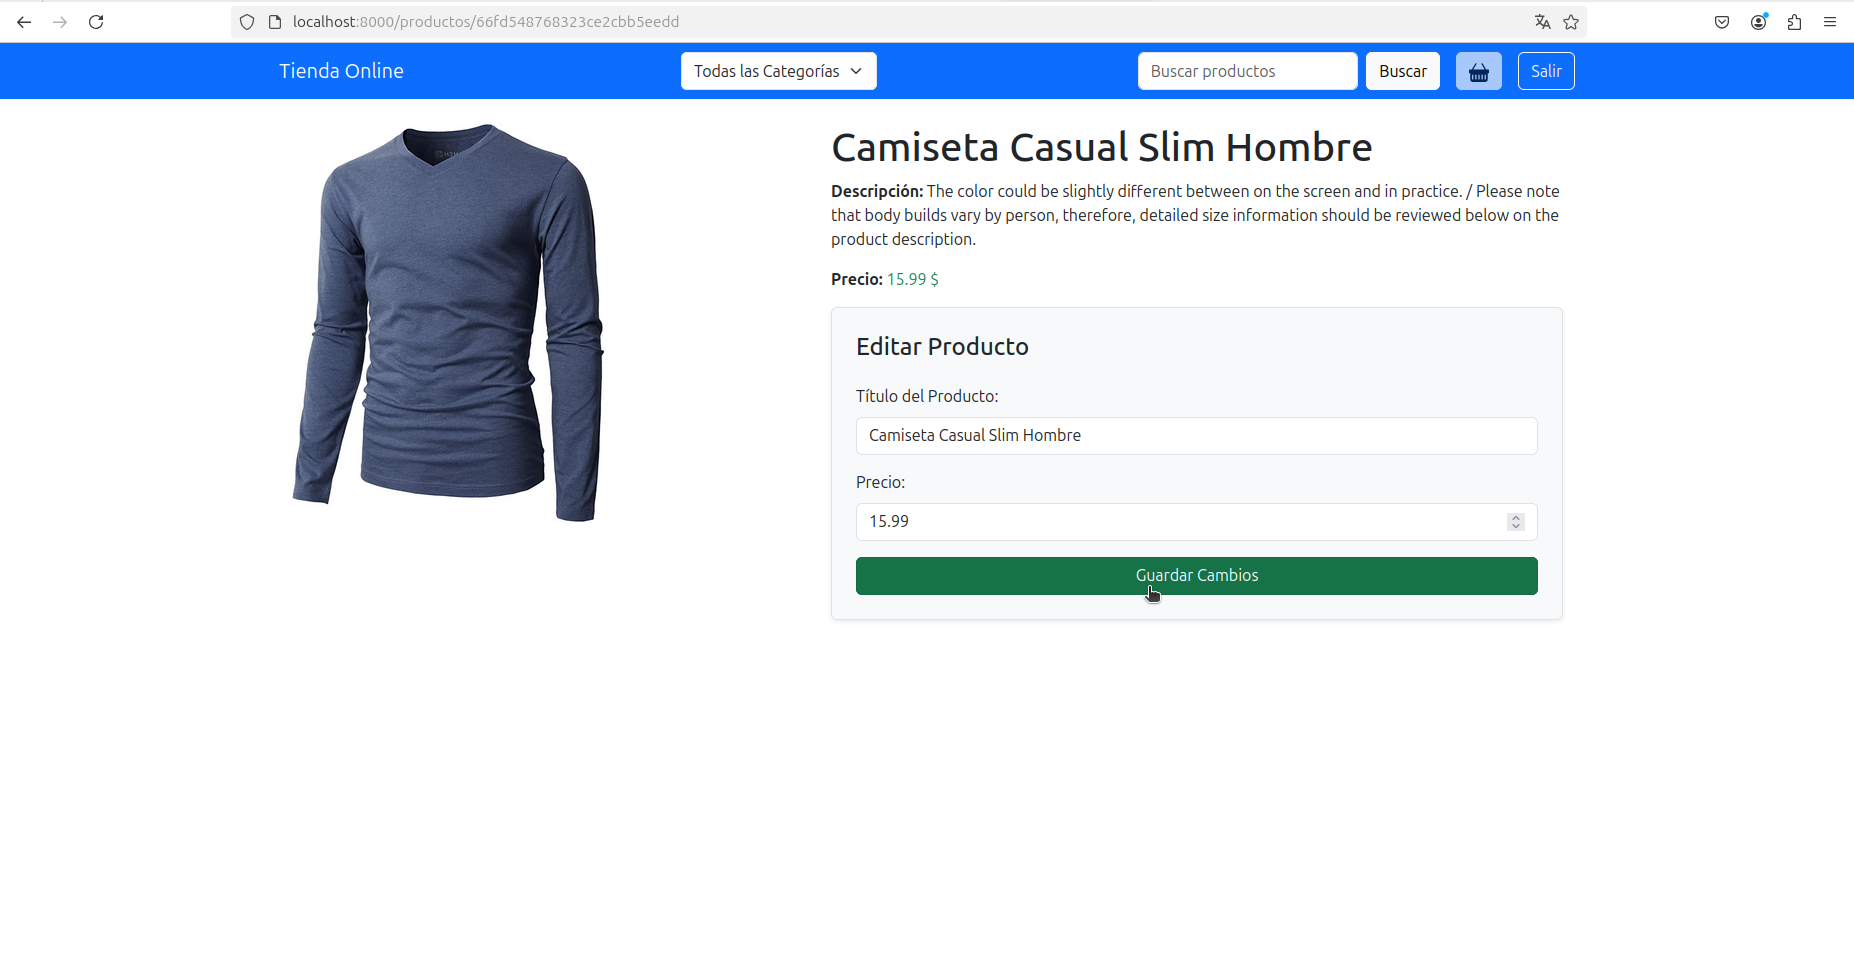 localhost:8000/productos/66fd548768323ce2cbb5eedd
Tienda Online
Todas las Categorías
Buscar productos
Buscar
Salir
Camiseta Casual Slim Hombre
Descripción: The color could be slightly different between on the screen and in practice. / Please note
that body builds vary by person, therefore, detailed size information should be reviewed below on the
product description.
Precio: 15.99 $
Editar Producto
Título del Producto:
Camiseta Casual Slim Hombre
Precio:
15.99
Guardar Cambios